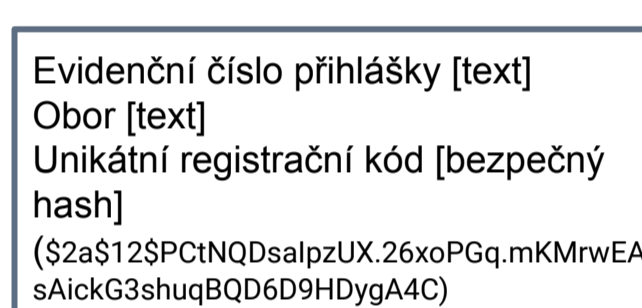 Evidenční číslo přihlášky [text]
Obor [text]
Unikátní registrační kód [bezpečný
hash]
($2a$12$PCtNQDsalpzUX.26xoPGq.mKMrwEA
sAickG3shuqBQD6D9HDygA4C)